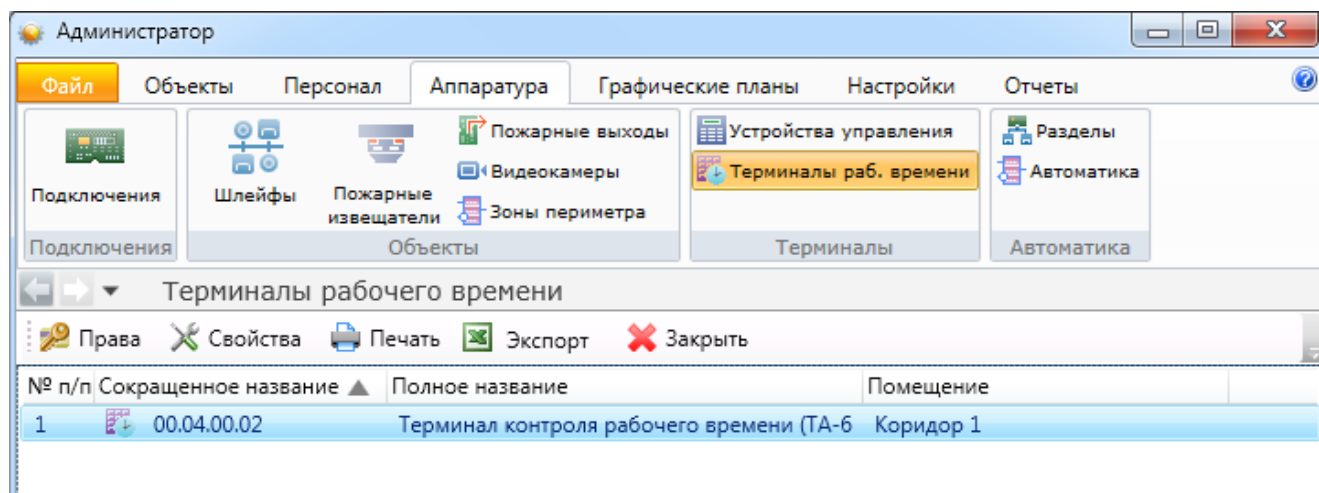 Администратор
Файл Объекты Персонал Аппаратура Графические планы Настройки Отчеты
Подключения
Шлейфы
Пожарные извещатели
Пожарные выходы
Видеокамеры
Зоны периметра
Устройства управления
Терминалы раб. времени
Разделы
Автоматика
Подключения Объекты Терминалы Автоматика
Терминалы рабочего времени
Права Свойства Печать Экспорт Закрыть
№ п/п Сокращенное название Полное название Помещение
1 00.04.00.02 Терминал контроля рабочего времени (ТА-6 Коридор 1